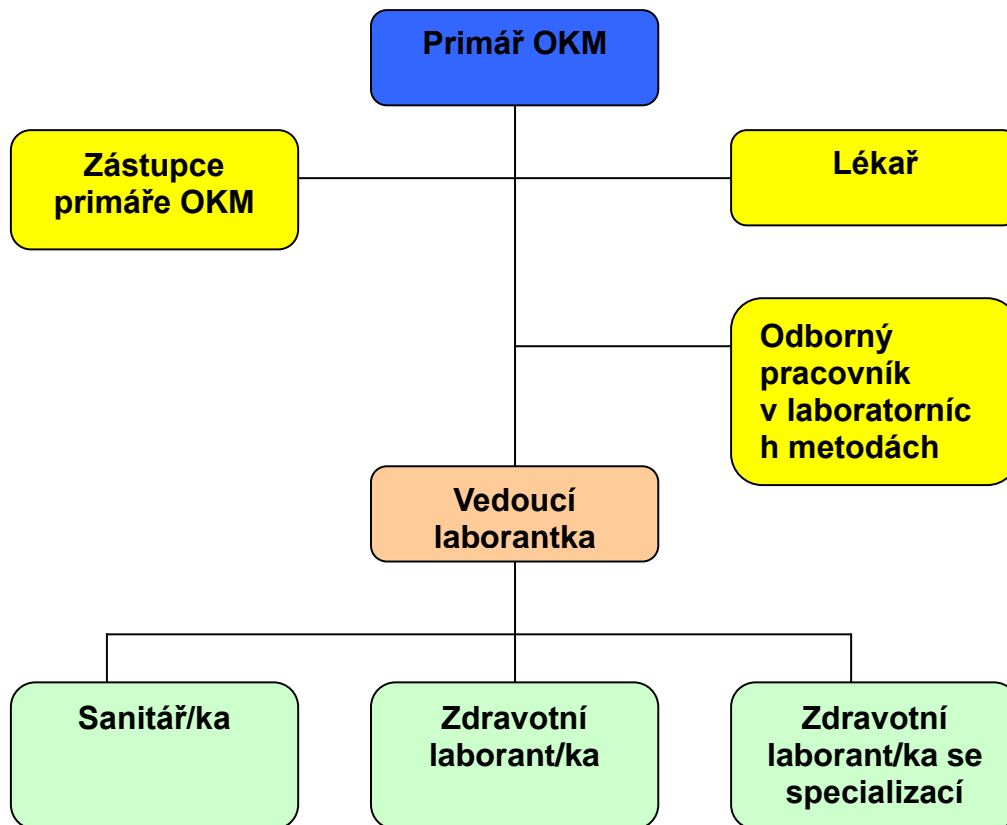 Primář OKM
Zástupce
primáře OKM
Lékař
Odborný
pracovník
v laboratorníc
h metodách
Vedoucí
laborantka
Sanitář/ka
Zdravotní
laborant/ka
Zdravotní
laborant/ka se
specializací